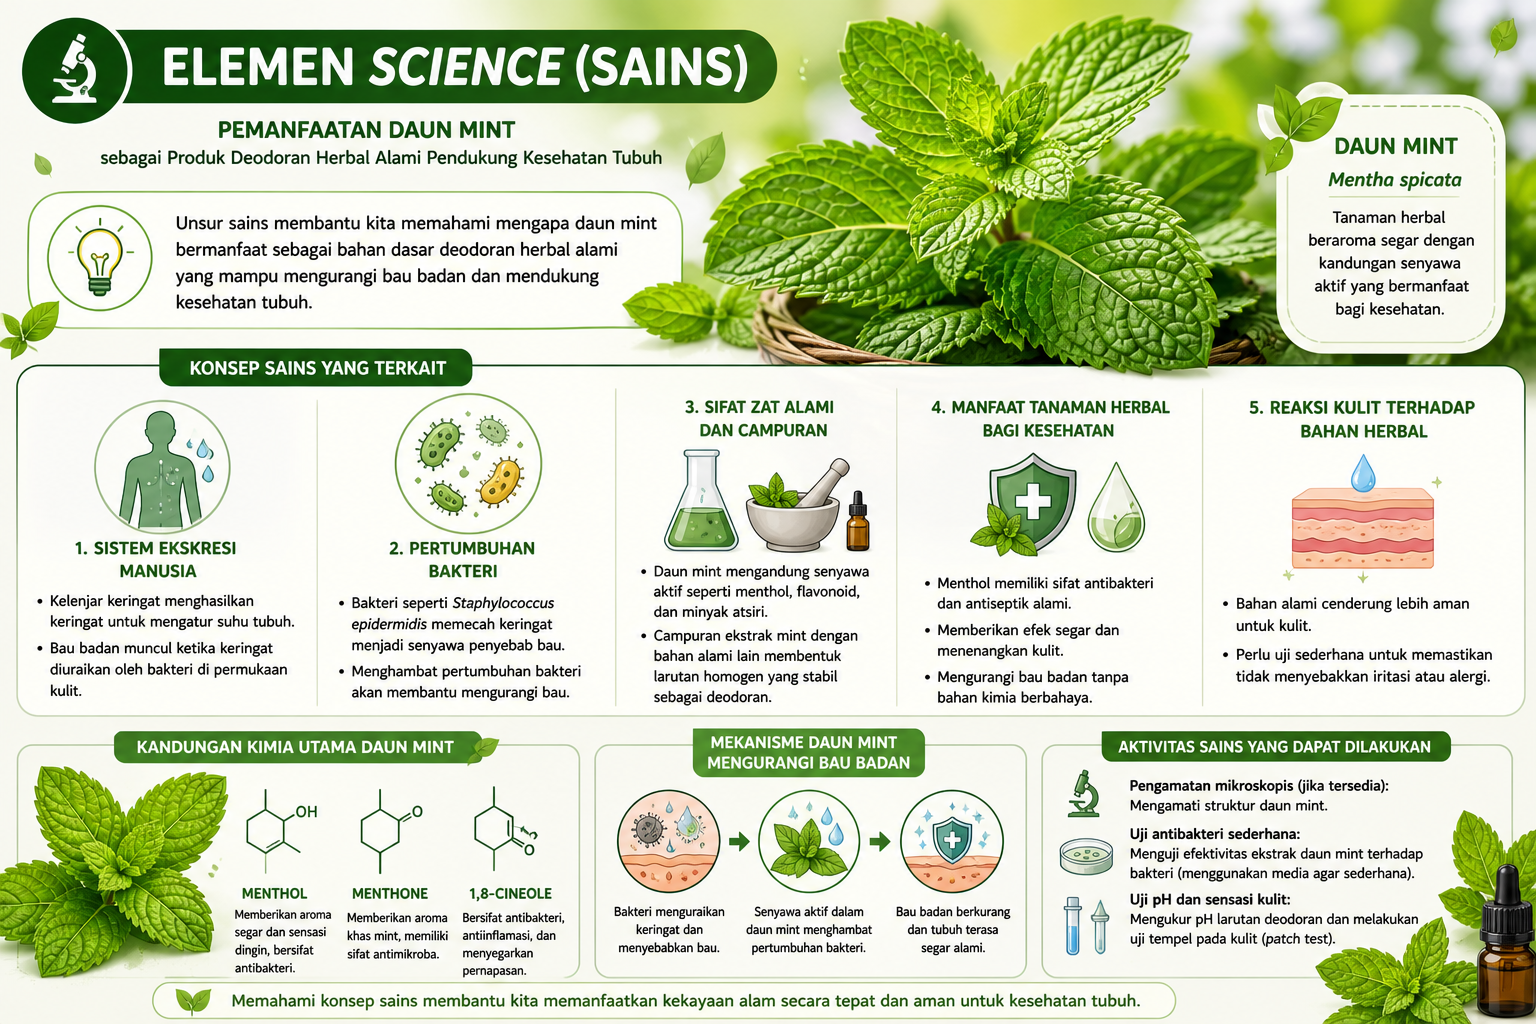 ELEMEN SCIENCE (SAINS)
PEMANFAATAN DAUN MINT
sebagai Produk Deodoran Herbal Alami Pendukung Kesehatan Tubuh
Unsur sains membantu kita memahami mengapa daun mint
bermanfaat sebagai bahan dasar deodoran herbal alami
yang mampu mengurangi bau badan dan mendukung
kesehatan tubuh.
DAUN MINT
Mentha spicata
Tanaman herbal
beraroma segar dengan
kandungan senyawa
aktif yang bermanfaat
bagi kesehatan.
KONSEP SAINS YANG TERKAIT
1. SISTEM EKSKRESI
MANUSIA
• Kelenjar keringat menghasilkan
keringat untuk mengatur suhu tubuh.
• Bau badan muncul ketika keringat
diuraikan oleh bakteri di permukaan
kulit.
2. PERTUMBUHAN
BAKTERI
• Bakteri seperti Staphylococcus
epidermidis memecah keringat
menjadi senyawa penyebab bau.
• Menghambat pertumbuhan bakteri
akan membantu mengurangi bau.
3. SIFAT ZAT ALAMI
DAN CAMPURAN
• Daun mint mengandung senyawa
aktif seperti menthol, flavonoid,
dan minyak atsiri.
• Campuran ekstrak mint dengan
bahan alami lain membentuk
larutan homogen yang stabil
sebagai deodoran.
4. MANFAAT TANAMAN HERBAL
BAGI KESEHATAN
• Menthol memiliki sifat antibakteri
dan antiseptik alami.
• Memberikan efek segar dan
menenangkan kulit.
• Mengurangi bau badan tanpa
bahan kimia berbahaya.
5. REAKSI KULIT TERHADAP
BAHAN HERBAL
• Bahan alami cenderung lebih aman
untuk kulit.
• Perlu uji sederhana untuk memastikan
tidak menyebabkan iritasi atau alergi.
KANDUNGAN KIMIA UTAMA DAUN MINT
OH
MENTHOL
Memberikan aroma
segar dan sensasi
dingin, bersifat
antibakteri.
O
MENTHONE
Memberikan aroma
khas mint, memiliki
sifat antimikroba.
O
1,8-CINEOLE
Bersifat antibakteri,
antiinflamasi, dan
menyegarkan
pernapasan.
MEKANISME DAUN MINT
MENGURANGI BAU BADAN
Bakteri menguraikan
keringat dan
menyebabkan bau.
Senyawa aktif dalam
daun mint menghambat
pertumbuhan bakteri.
Bau badan berkurang
dan tubuh terasa
segar alami.
AKTIVITAS SAINS YANG DAPAT DILAKUKAN
Pengamatan mikroskopis (jika tersedia):
Mengamati struktur daun mint.
Uji antibakteri sederhana:
Menguji efektivitas ekstrak daun mint terhadap
bakteri (menggunakan media agar sederhana).
Uji pH dan sensasi kulit:
Mengukur pH larutan deodoran dan melakukan
uji tempel pada kulit (patch test).
Memahami konsep sains membantu kita memanfaatkan kekayaan alam secara tepat dan aman untuk kesehatan tubuh.